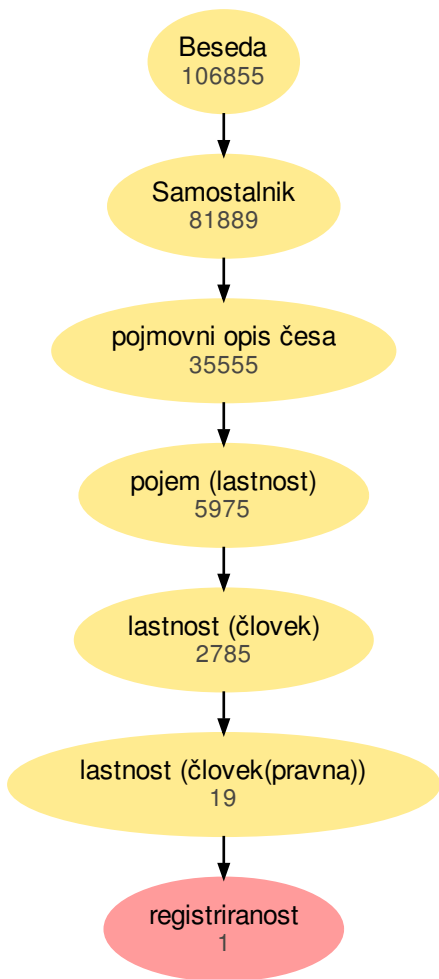 Beseda
106855
Samostalnik
81889
pojmovni opis česa
35555
pojem (lastnost)
5975
lastnost (človek)
2785
lastnost (človek(pravna))
19
registriranost
1